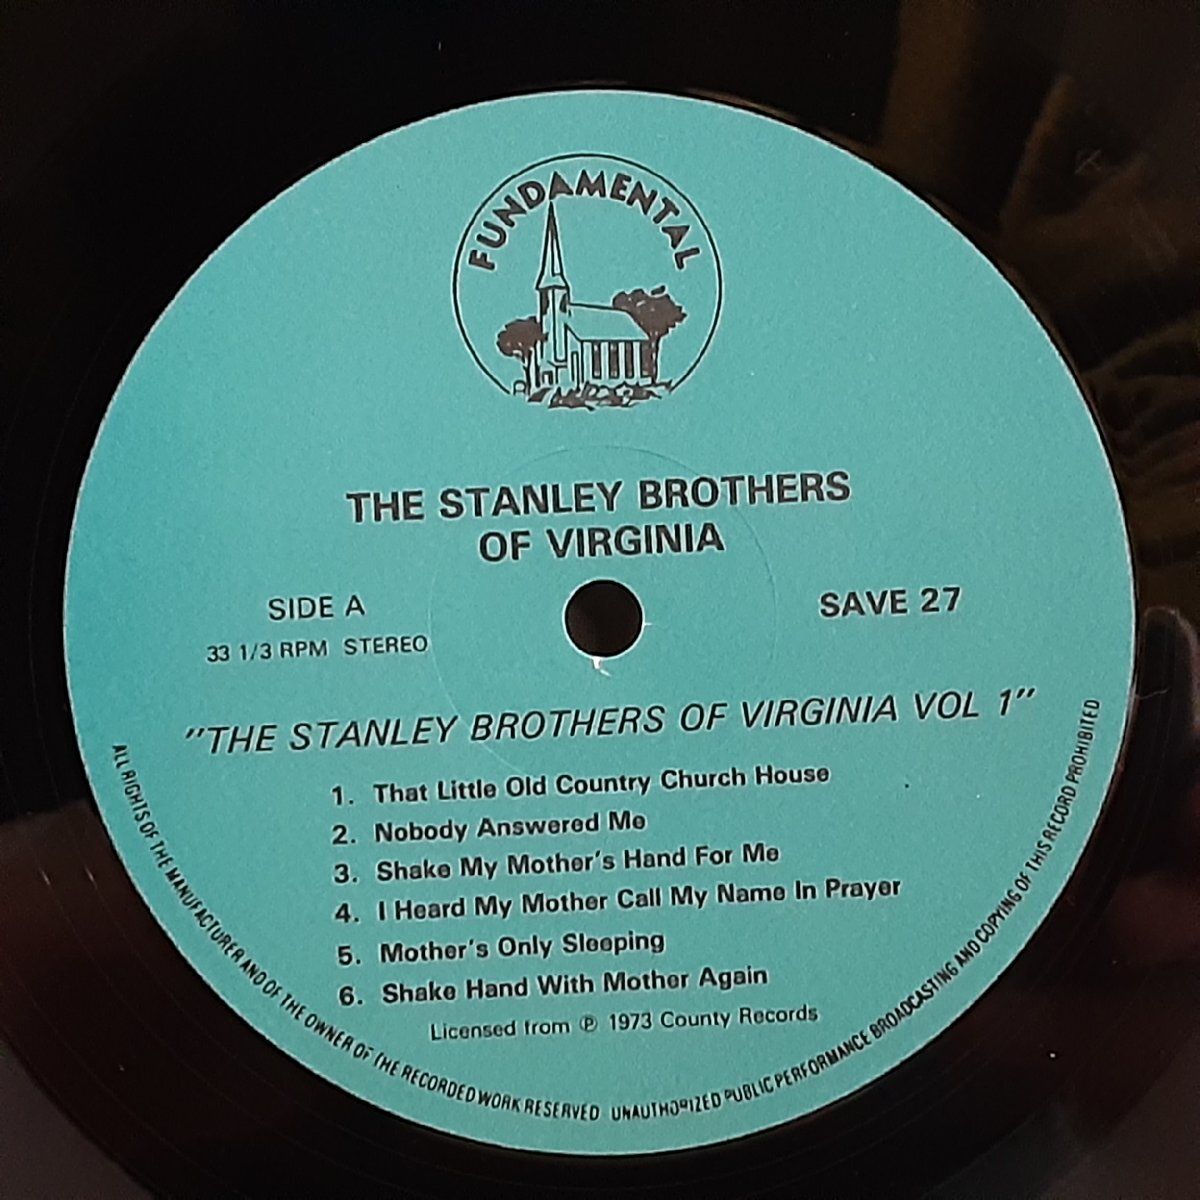 FUNDAMENTAL
THE STANLEY BROTHERS
OF VIRGINIA
SIDE A
33 1/3 RPM STEREO
SAVE 27
"THE STANLEY BROTHERS OF VIRGINIA VOL 1"
1. That Little Old Country Church House
2. Nobody Answered Me
3. Shake My Mother's Hand For Me
4. I Heard My Mother Call My Name In Prayer
5. Mother's Only Sleeping
6. Shake Hand With Mother Again
Licensed from ℗ 1973 County Records
ALL RIGHTS OF THE MANUFACTURER AND OF THE OWNER OF THE RECORDED WORK RESERVED UNAUTHORIZED PUBLIC PERFORMANCE BROADCASTING AND COPYING OF THIS RECORD PROHIBITED